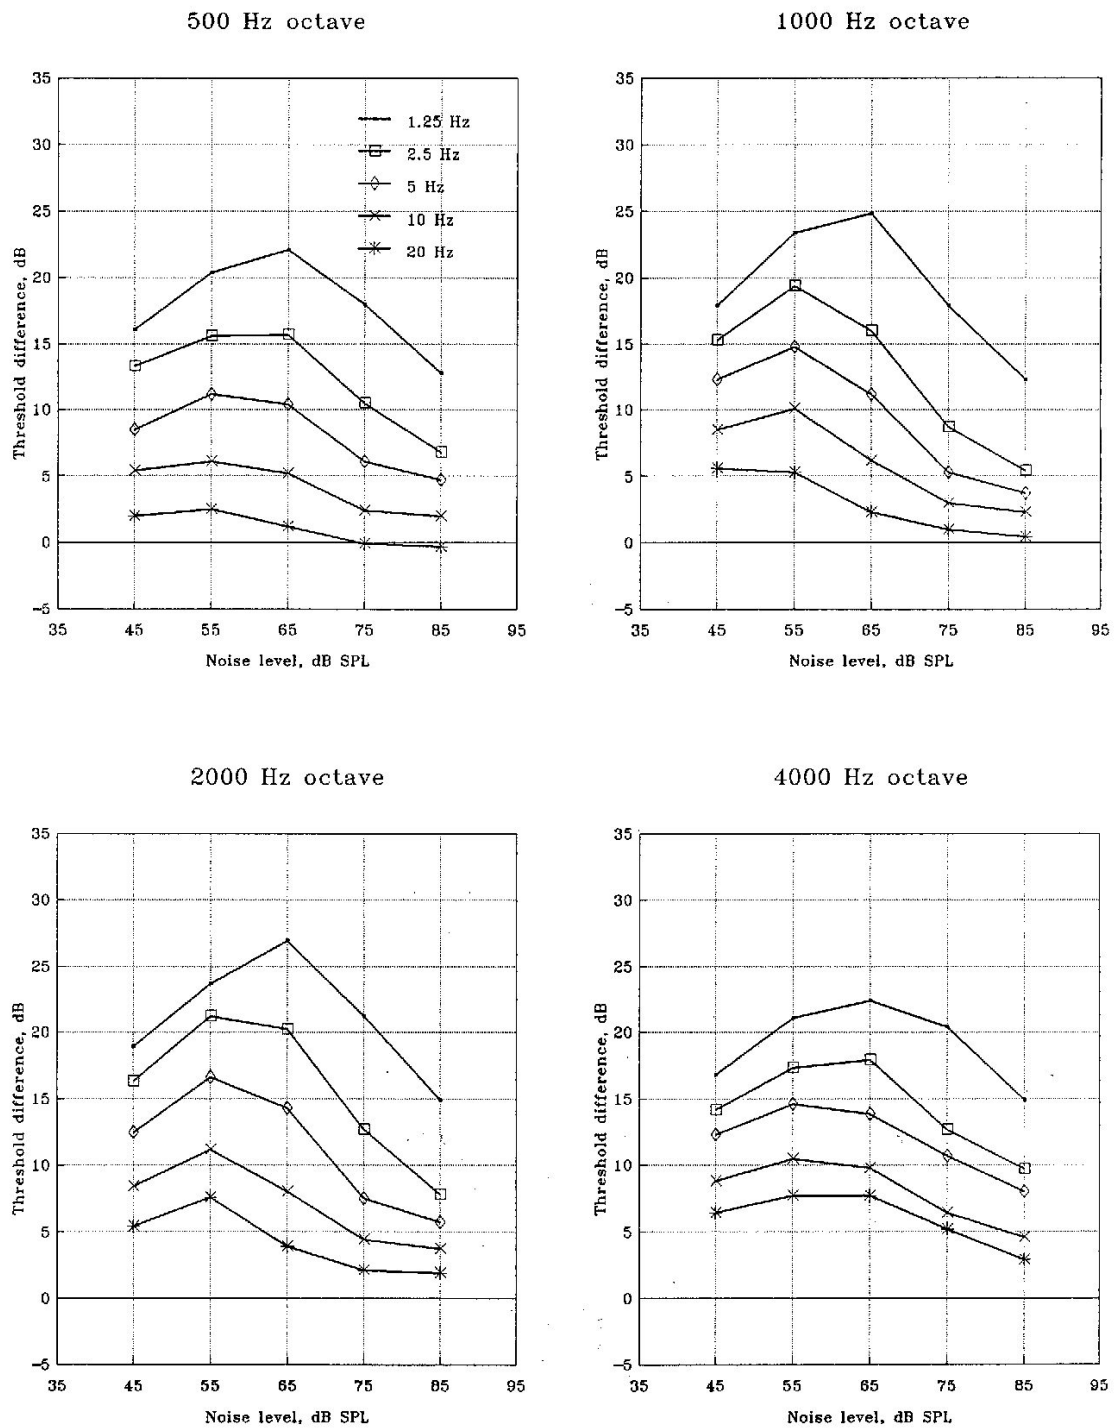 500 Hz octave
35
30
25
20
15
10
5
0
−5
Threshold difference, dB
1.25 Hz
2.5 Hz
5 Hz
10 Hz
20 Hz
35 45 55 65 75 85 95
Noise level, dB SPL
1000 Hz octave
35
30
25
20
15
10
5
0
−5
Threshold difference, dB
35 45 55 65 75 85 95
Noise level, dB SPL
2000 Hz octave
35
30
25
20
15
10
5
0
−5
Threshold difference, dB
35 45 55 65 75 85 95
Noise level, dB SPL
4000 Hz octave
35
30
25
20
15
10
5
0
−5
Threshold difference, dB
35 45 55 65 75 85 95
Noise level, dB SPL